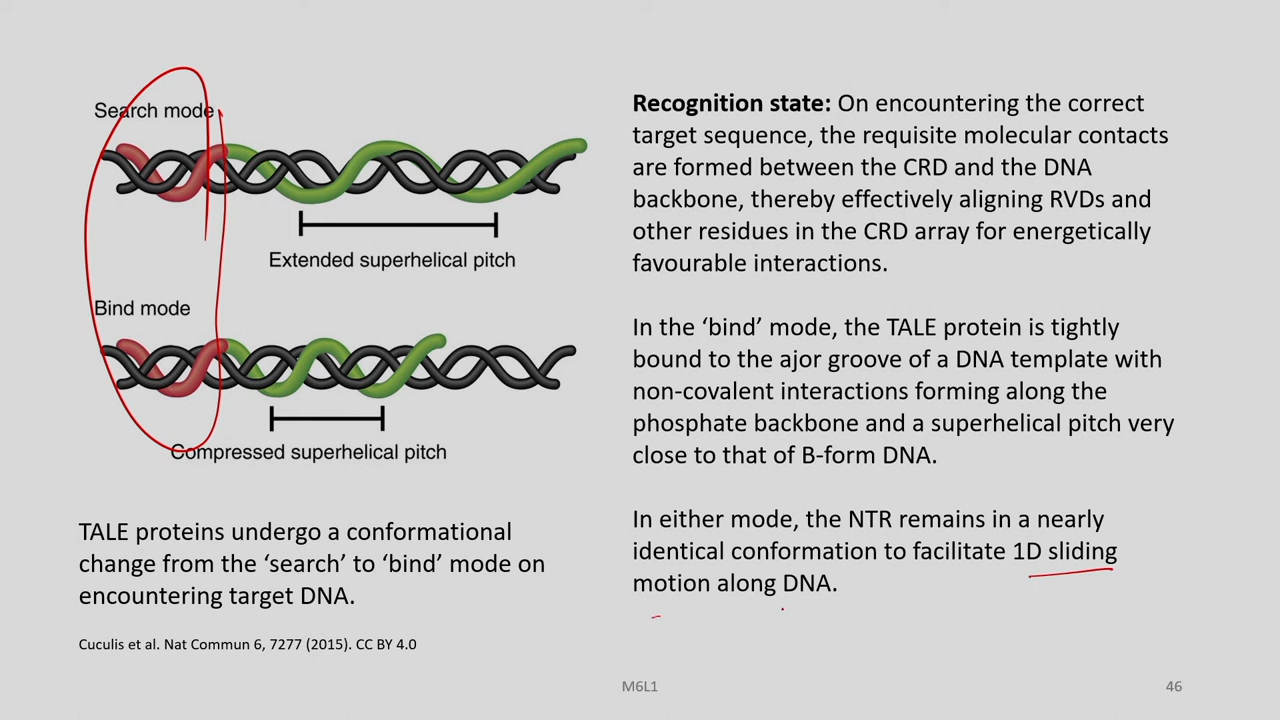 Search mode
Extended superhelical pitch
Bind mode
Compressed superhelical pitch
TALE proteins undergo a conformational
change from the ‘search’ to ‘bind’ mode on
encountering target DNA.
Cuculis et al. Nat Commun 6, 7277 (2015). CC BY 4.0
Recognition state: On encountering the correct
target sequence, the requisite molecular contacts
are formed between the CRD and the DNA
backbone, thereby effectively aligning RVDs and
other residues in the CRD array for energetically
favourable interactions.
In the ‘bind’ mode, the TALE protein is tightly
bound to the ajor groove of a DNA template with
non-covalent interactions forming along the
phosphate backbone and a superhelical pitch very
close to that of B-form DNA.
In either mode, the NTR remains in a nearly
identical conformation to facilitate 1D sliding
motion along DNA.
M6L1
46